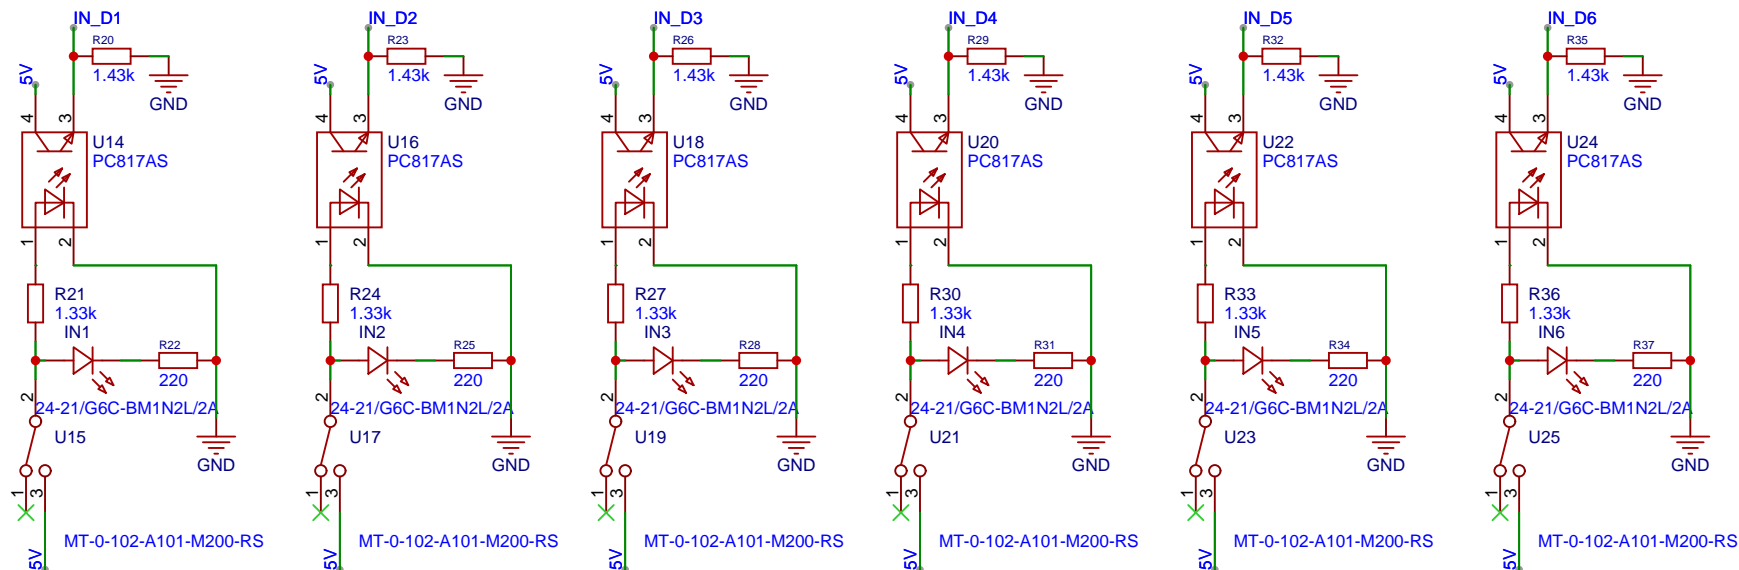 IN_D1 IN_D2 IN_D3 IN_D4 IN_D5 IN_D6
R20 R23 R26 R29 R32 R35
1.43k 1.43k 1.43k 1.43k 1.43k 1.43k
5V 5V 5V 5V 5V 5V
GND GND GND GND GND GND
4 3 4 3 4 3 4 3 4 3 4 3
U14 U16 U18 U20 U22 U24
PC817AS PC817AS PC817AS PC817AS PC817AS PC817AS
1 2 1 2 1 2 1 2 1 2 1 2
R21 R24 R27 R30 R33 R36
1.33k 1.33k 1.33k 1.33k 1.33k 1.33k
IN1 IN2 IN3 IN4 IN5 IN6
R22 R25 R28 R31 R34 R37
220 220 220 220 220 220
2 2 2 2 2 2
24-21/G6C-BM1N2L/2A 24-21/G6C-BM1N2L/2A 24-21/G6C-BM1N2L/2A 24-21/G6C-BM1N2L/2A 24-21/G6C-BM1N2L/2A 24-21/G6C-BM1N2L/2A
U15 U17 U19 U21 U23 U25
GND GND GND GND GND GND
1 3 1 3 1 3 1 3 1 3 1 3
MT-0-102-A101-M200-RS MT-0-102-A101-M200-RS MT-0-102-A101-M200-RS MT-0-102-A101-M200-RS MT-0-102-A101-M200-RS MT-0-102-A101-M200-RS
5V 5V 5V 5V 5V 5V